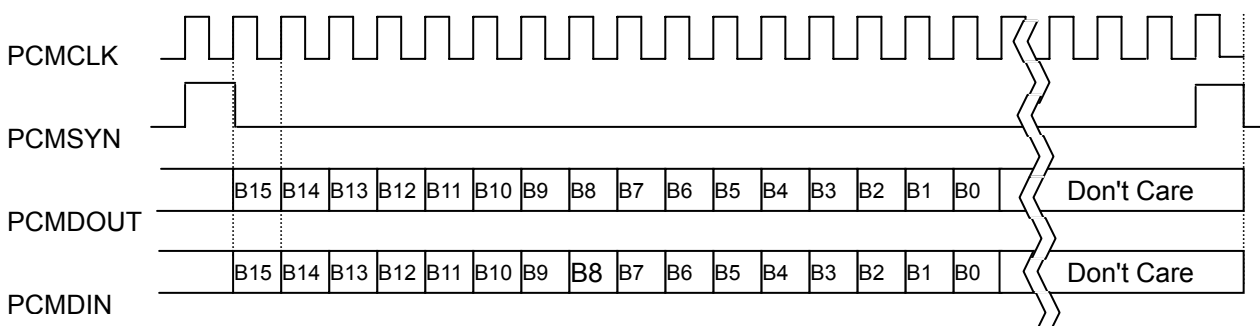 PCMCLK
PCMSYN
B15 B14 B13 B12 B11 B10 B9 B8 B7 B6 B5 B4 B3 B2 B1 B0 Don't Care
PCMDOUT
B15 B14 B13 B12 B11 B10 B9 B8 B7 B6 B5 B4 B3 B2 B1 B0 Don't Care
PCMDIN